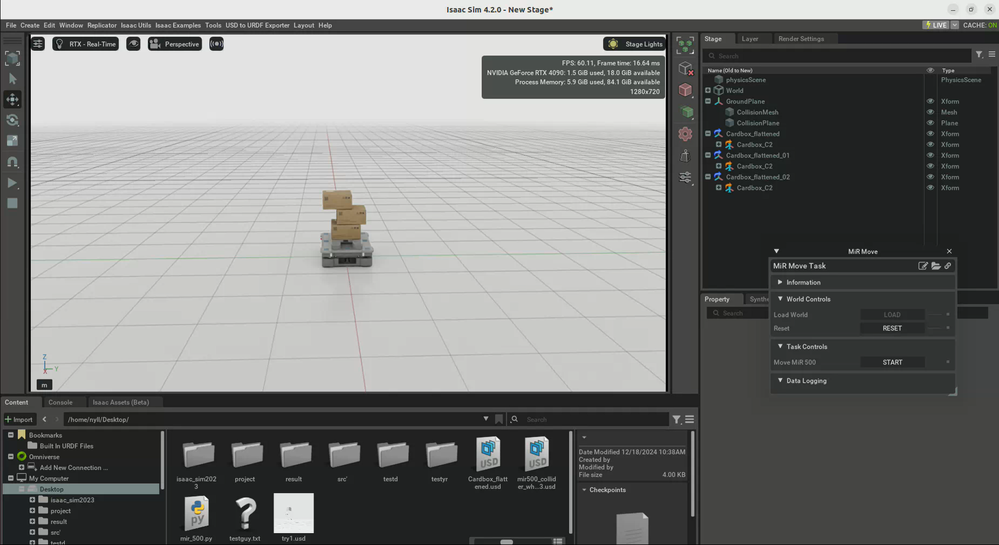 Isaac Sim 4.2.0 - New Stage*
File Create Edit Window Replicator Isaac Utils Isaac Examples Tools USD to URDF Exporter Layout Help
LIVE CACHE: ON
RTX - Real-Time
Perspective
Stage Lights
FPS: 60.11, Frame time: 16.64 ms
NVIDIA GeForce RTX 4090: 1.5 GiB used, 18.0 GiB available
Process Memory: 5.9 GiB used, 84.1 GiB available
1280x720
Z
X
Y
m
Stage Layer Render Settings
Search
Name (Old to New) Type
physicsScene PhysicsScene
World
GroundPlane Xform
CollisionMesh Mesh
CollisionPlane Plane
Cardbox_flattened Xform
Cardbox_C2 Xform
Cardbox_flattened_01 Xform
Cardbox_C2 Xform
Cardbox_flattened_02 Xform
Cardbox_C2 Xform
MiR Move
MiR Move Task
Information
World Controls
Load World LOAD
Reset RESET
Task Controls
Move MiR 500 START
Data Logging
Property Synthe
Search
Content Console Isaac Assets (Beta)
Import /home/nyll/Desktop/ Search
Bookmarks
Built In URDF Files
Omniverse
Add New Connection ...
My Computer
Desktop
isaac_sim2023
project
result
src'
testd
isaac_sim202
3
project
result
src'
testd
testyr
USD
Cardbox_flatt
ened.usd
USD
mir500_collid
er_wh...3.usd
py
mir_500.py
testguy.txt
try1.usd
Date Modified 12/18/2024 10:38AM
Created by
Modified by
File size 4.00 KB
Checkpoints